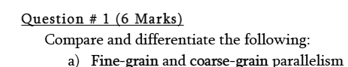 Question # 1 (6 Marks)
Compare and differentiate the following:
a) Fine-grain and coarse-grain parallelism